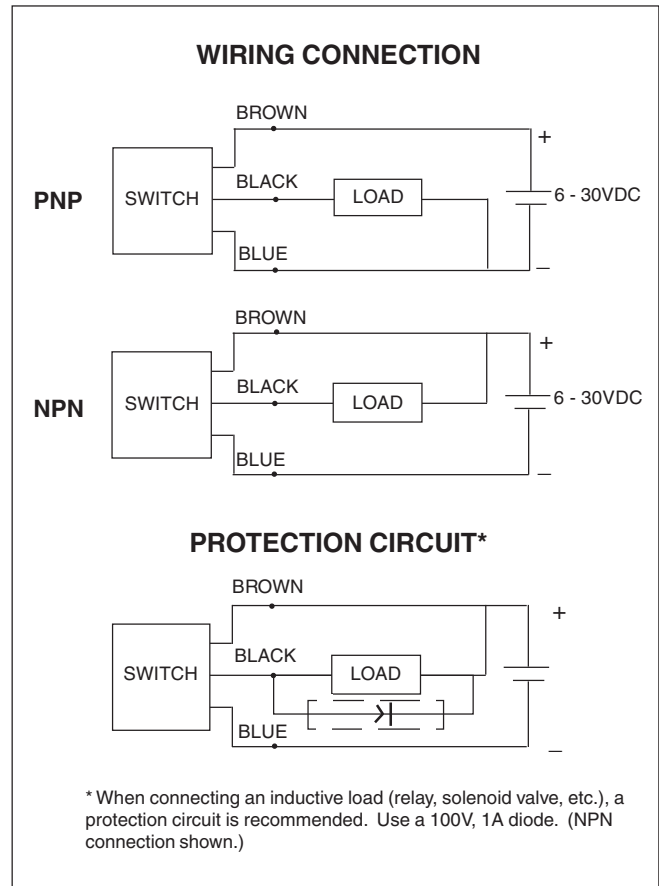 WIRING CONNECTION
BROWN
+
PNP
SWITCH
BLACK
LOAD
6 - 30VDC
BLUE
–
BROWN
+
NPN
SWITCH
BLACK
LOAD
6 - 30VDC
BLUE
–
PROTECTION CIRCUIT*
BROWN
+
SWITCH
BLACK
LOAD
BLUE
–
* When connecting an inductive load (relay, solenoid valve, etc.), a
protection circuit is recommended. Use a 100V, 1A diode. (NPN
connection shown.)